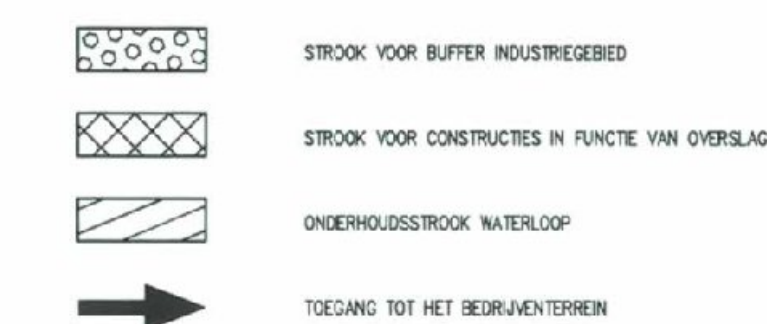 STROOK VOOR BUFFER INDUSTRIEGEBIED
STROOK VOOR CONSTRUCTIES IN FUNCTIE VAN OVERSLAG
ONDERHOUDSSTROOK WATERLOOP
TOEGANG TOT HET BEDRIJVENTERREIN